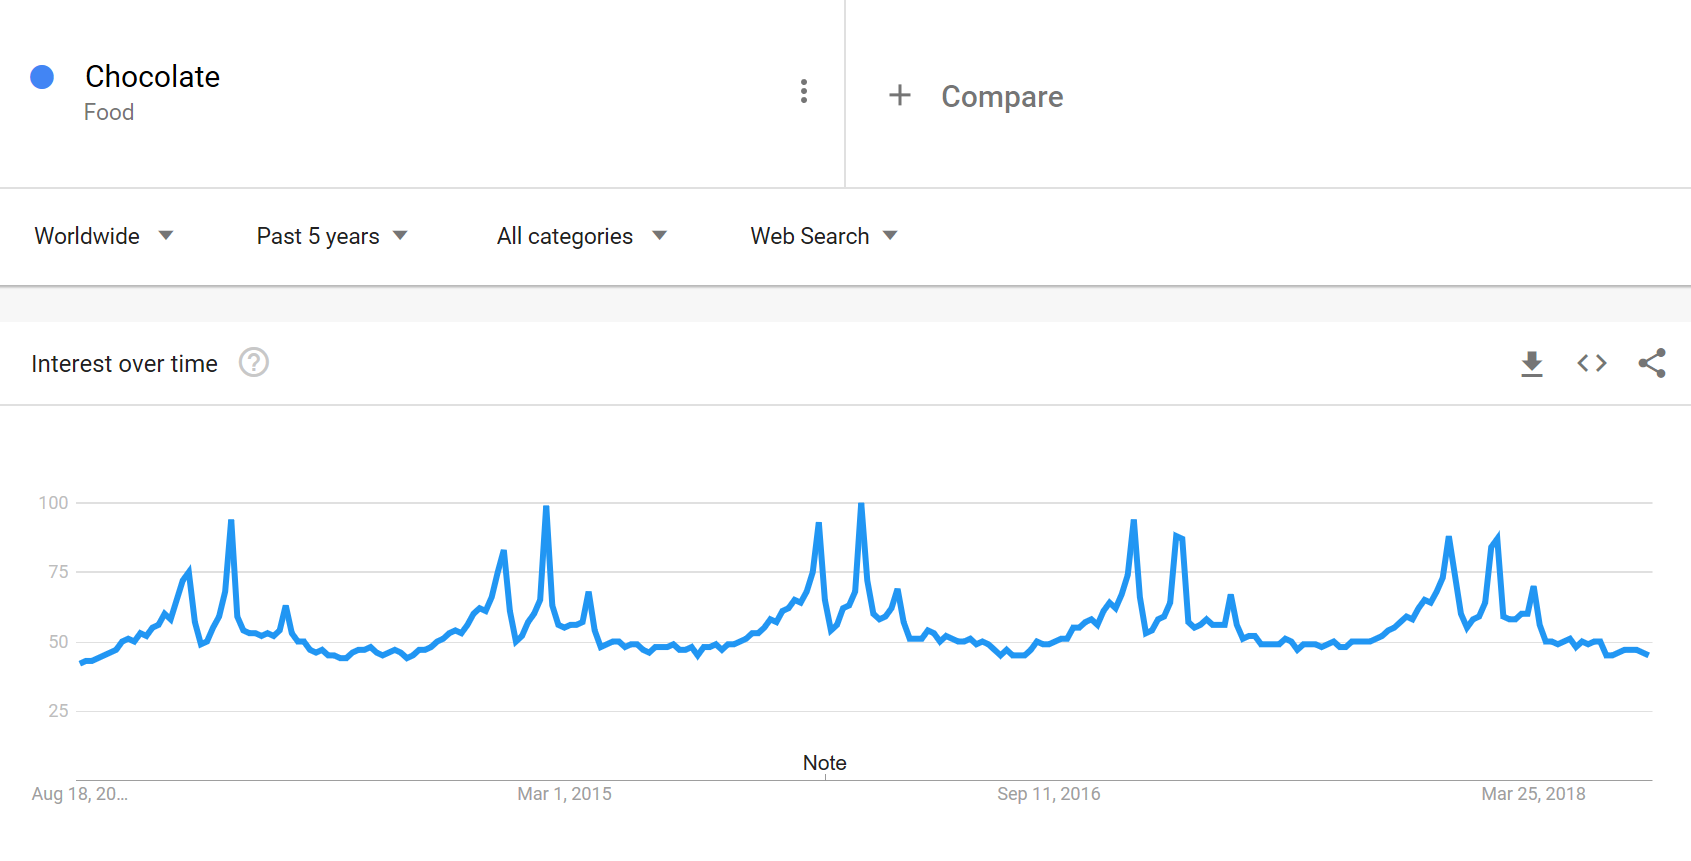 Chocolate
Food
+ Compare
Worldwide
Past 5 years
All categories
Web Search
Interest over time ?
100
75
50
25
Note
Aug 18, 20...
Mar 1, 2015
Sep 11, 2016
Mar 25, 2018